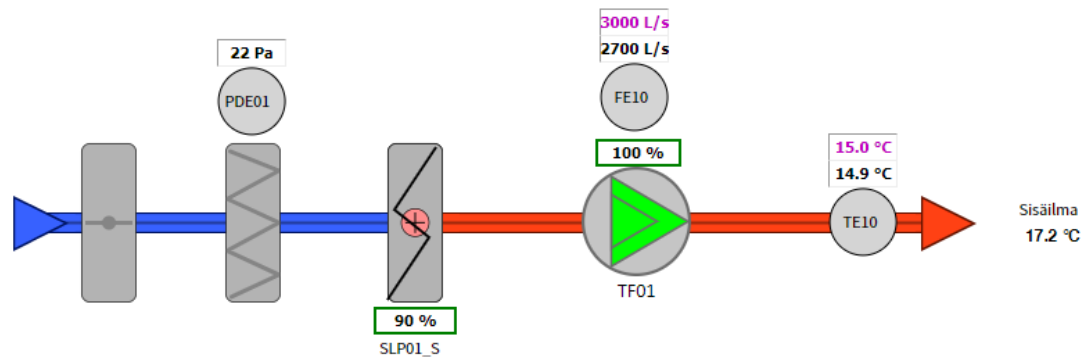 3000 L/s
22 Pa
2700 L/s
PDE01
FE10
100 %
15.0 °C
14.9 °C
TE10
Sisäilma
17.2 °C
TF01
90 %
SLP01_S